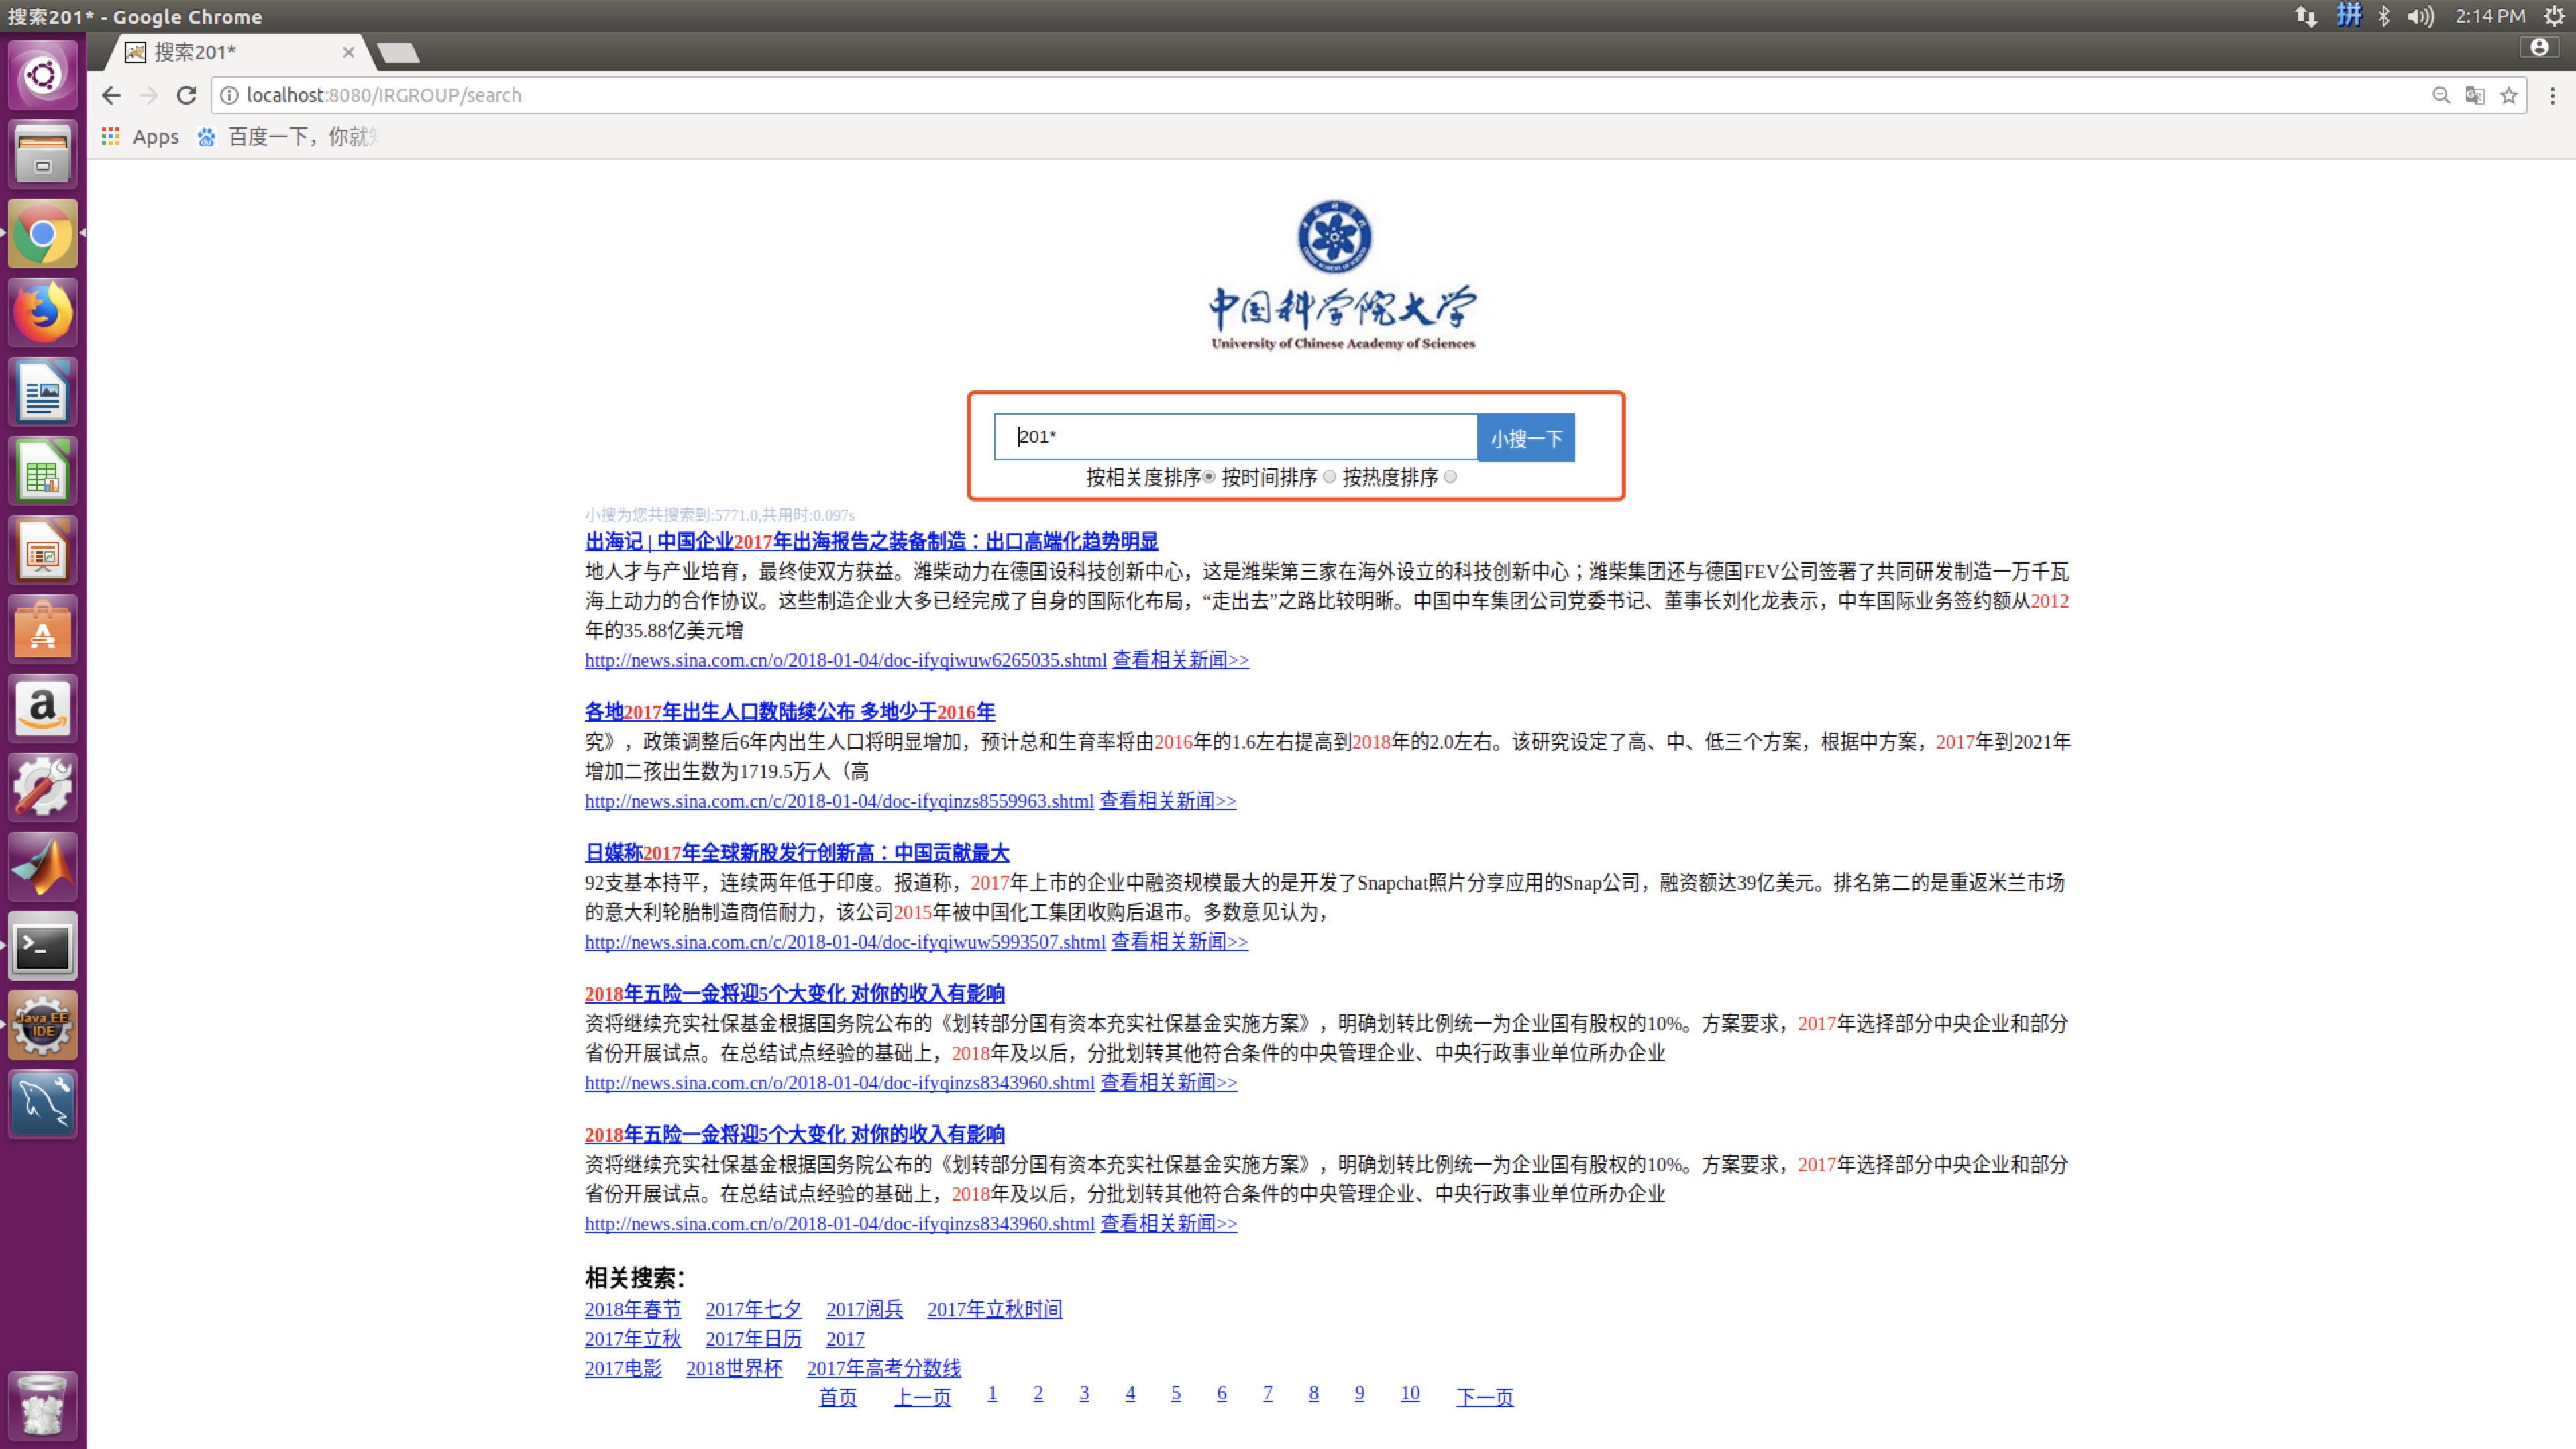 搜索201* - Google Chrome
拼
2:14 PM
搜索201*
localhost:8080/IRGROUP/search
Apps 百度一下，你就
中国科学院大学
University of Chinese Academy of Sciences
201* 小搜一下
按相关度排序 按时间排序 按热度排序
小搜为您共搜索到:5771.0,共用时:0.097s
出海记 | 中国企业2017年出海报告之装备制造：出口高端化趋势明显
地人才与产业培育，最终使双方获益。潍柴动力在德国设科技创新中心，这是潍柴第三家在海外设立的科技创新中心；潍柴集团还与德国FEV公司签署了共同研发制造一万千瓦
海上动力的合作协议。这些制造企业大多已经完成了自身的国际化布局，“走出去”之路比较明晰。中国中车集团公司党委书记、董事长刘化龙表示，中车国际业务签约额从2012
年的35.88亿美元增
http://news.sina.com.cn/o/2018-01-04/doc-ifyqiwuw6265035.shtml 查看相关新闻>>
各地2017年出生人口数陆续公布 多地少于2016年
究》，政策调整后6年内出生人口将明显增加，预计总和生育率将由2016年的1.6左右提高到2018年的2.0左右。该研究设定了高、中、低三个方案，根据中方案，2017年到2021年
增加二孩出生数为1719.5万人（高
http://news.sina.com.cn/c/2018-01-04/doc-ifyqinzs8559963.shtml 查看相关新闻>>
日媒称2017年全球新股发行创新高：中国贡献最大
92支基本持平，连续两年低于印度。报道称，2017年上市的企业中融资规模最大的是开发了Snapchat照片分享应用的Snap公司，融资额达39亿美元。排名第二的是重返米兰市场
的意大利轮胎制造商倍耐力，该公司2015年被中国化工集团收购后退市。多数意见认为，
http://news.sina.com.cn/c/2018-01-04/doc-ifyqiwuw5993507.shtml 查看相关新闻>>
2018年五险一金将迎5个大变化 对你的收入有影响
资将继续充实社保基金根据国务院公布的《划转部分国有资本充实社保基金实施方案》，明确划转比例统一为企业国有股权的10%。方案要求，2017年选择部分中央企业和部分
省份开展试点。在总结试点经验的基础上，2018年及以后，分批划转其他符合条件的中央管理企业、中央行政事业单位所办企业
http://news.sina.com.cn/o/2018-01-04/doc-ifyqinzs8343960.shtml 查看相关新闻>>
2018年五险一金将迎5个大变化 对你的收入有影响
资将继续充实社保基金根据国务院公布的《划转部分国有资本充实社保基金实施方案》，明确划转比例统一为企业国有股权的10%。方案要求，2017年选择部分中央企业和部分
省份开展试点。在总结试点经验的基础上，2018年及以后，分批划转其他符合条件的中央管理企业、中央行政事业单位所办企业
http://news.sina.com.cn/o/2018-01-04/doc-ifyqinzs8343960.shtml 查看相关新闻>>
Java EE
IDE
相关搜索：
2018年春节 2017年七夕 2017阅兵 2017年立秋时间
2017年立秋 2017年日历 2017
2017电影 2018世界杯 2017年高考分数线
首页 上一页 1 2 3 4 5 6 7 8 9 10 下一页